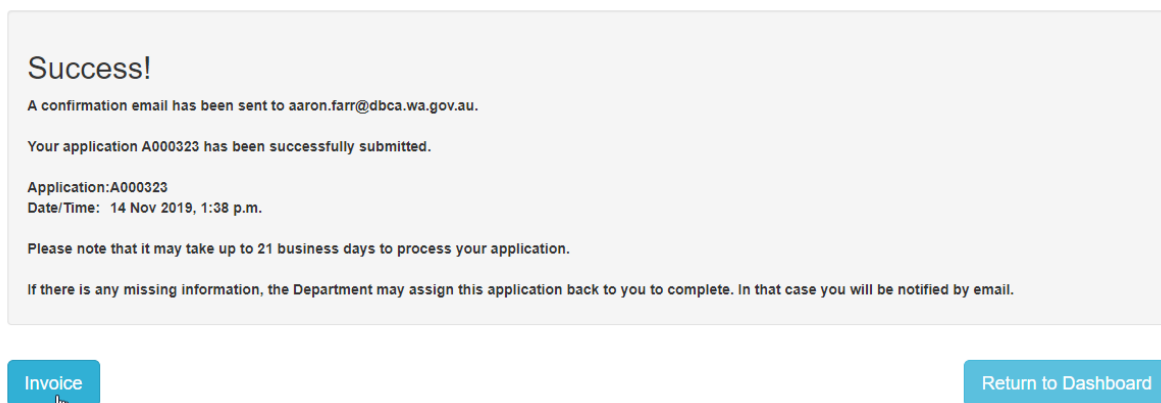 Success!
A confirmation email has been sent to aaron.farr@dbca.wa.gov.au.
Your application A000323 has been successfully submitted.
Application:A000323
Date/Time: 14 Nov 2019, 1:38 p.m.
Please note that it may take up to 21 business days to process your application.
If there is any missing information, the Department may assign this application back to you to complete. In that case you will be notified by email.
Invoice
Return to Dashboard